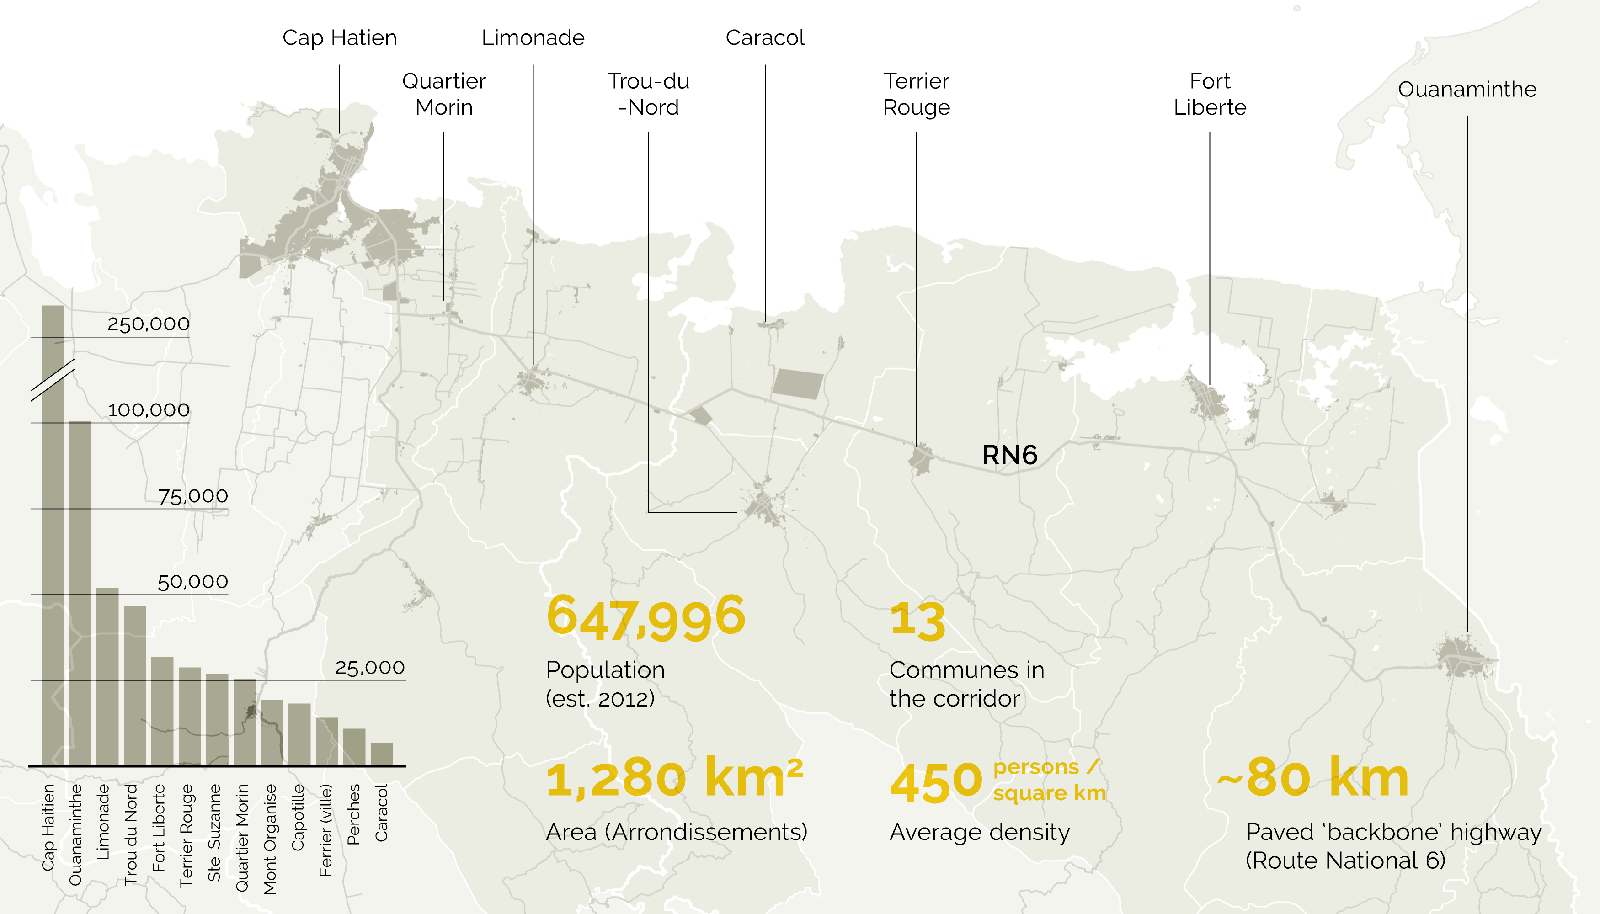 Cap Hatien
Limonade
Caracol
Quartier
Morin
Trou-du
-Nord
Terrier
Rouge
Fort
Liberte
Ouanaminthe
RN6
250,000
100,000
75,000
50,000
25,000
Cap Haitien
Ouanaminthe
Limonade
Trou du Nord
Fort Liberte
Terrier Rouge
Ste Suzanne
Quartier Morin
Mont Organise
Capotille
Ferrier (ville)
Perches
Caracol
647,996
Population
(est. 2012)
13
Communes in
the corridor
1,280 km²
Area (Arrondissements)
450 persons /
square km
Average density
~80 km
Paved ‘backbone’ highway
(Route National 6)